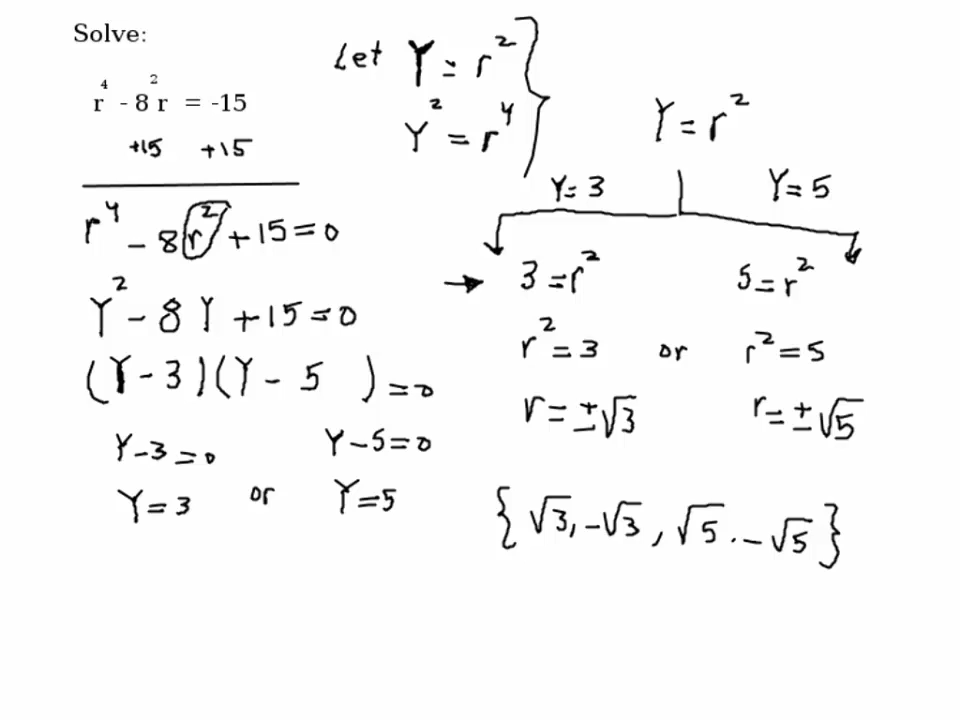 Solve:
r⁴ - 8 ²r = -15
+15 +15
r⁴ - 8r² + 15 = 0
Y² - 8Y + 15 = 0
(Y - 3)(Y - 5 ) = 0
Y - 3 = 0 Y - 5 = 0
Y = 3 or Y = 5
Let Y = r²
Y² = r⁴
Y = r²
Y = 3 Y = 5
3 = r² 5 = r²
r² = 3 or r² = 5
r = ±√3 r = ±√5
{√3, -√3, √5 . -√5}